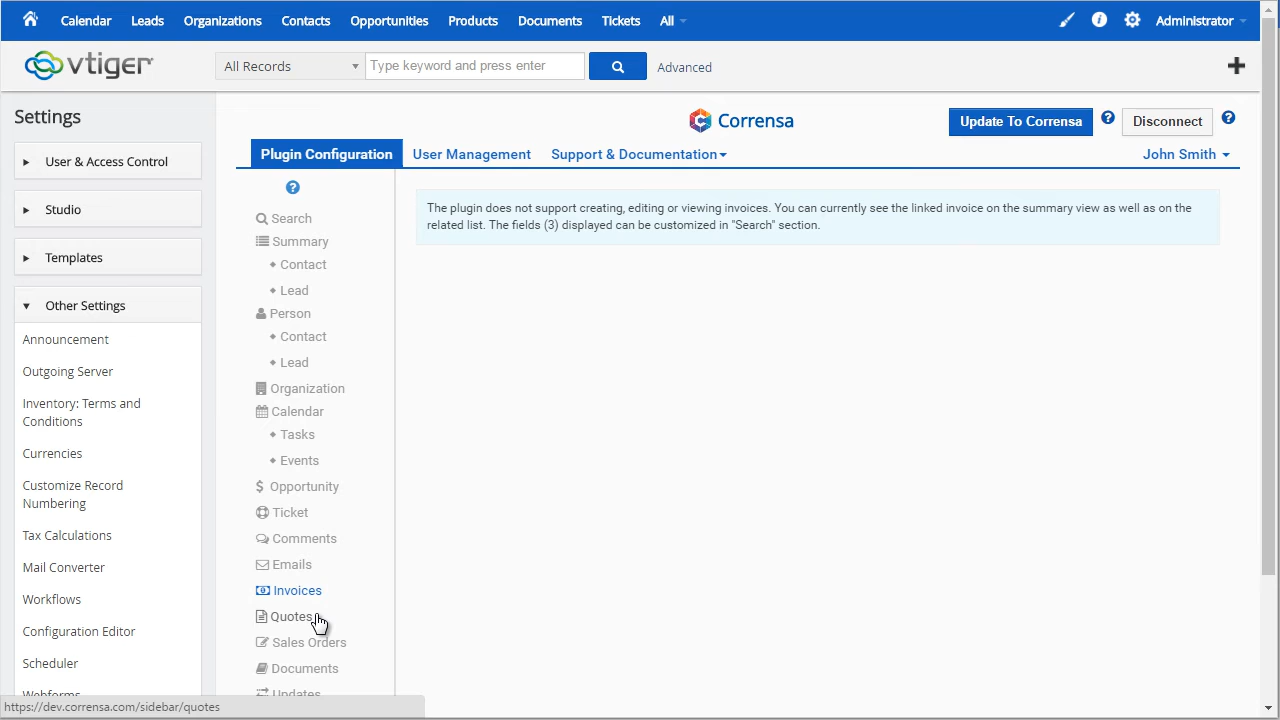 Calendar Leads Organizations Contacts Opportunities Products Documents Tickets All Administrator
vtiger All Records Type keyword and press enter Advanced
Settings
User & Access Control
Studio
Templates
Other Settings
Announcement
Outgoing Server
Inventory: Terms and
Conditions
Currencies
Customize Record
Numbering
Tax Calculations
Mail Converter
Workflows
Configuration Editor
Scheduler
Webforms
Corrensa Update To Corrensa Disconnect
Plugin Configuration User Management Support & Documentation John Smith
Search
Summary
Contact
Lead
Person
Contact
Lead
Organization
Calendar
Tasks
Events
Opportunity
Ticket
Comments
Emails
Invoices
Quotes
Sales Orders
Documents
Updates
The plugin does not support creating, editing or viewing invoices. You can currently see the linked invoice on the summary view as well as on the
related list. The fields (3) displayed can be customized in "Search" section.
https://dev.corrensa.com/sidebar/quotes